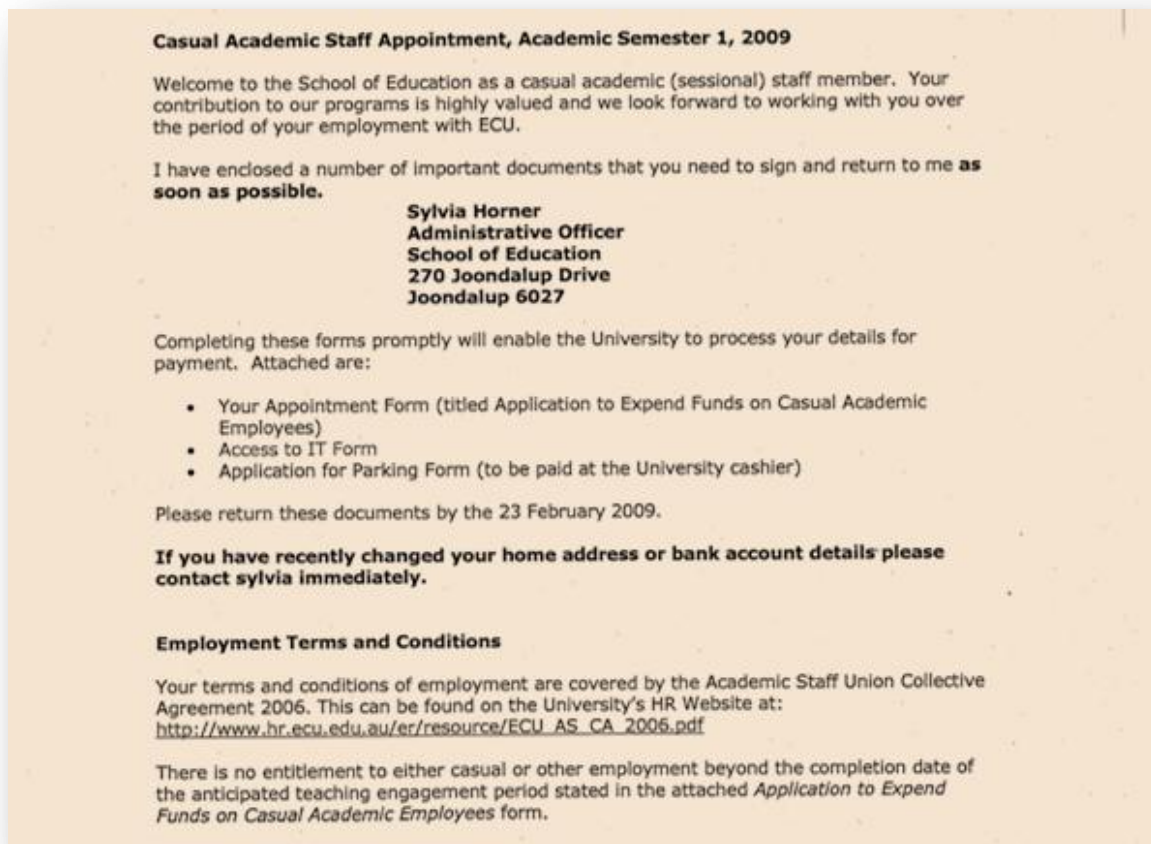 Casual Academic Staff Appointment, Academic Semester 1, 2009
Welcome to the School of Education as a casual academic (sessional) staff member. Your
contribution to our programs is highly valued and we look forward to working with you over
the period of your employment with ECU.
I have enclosed a number of important documents that you need to sign and return to me as
soon as possible.
Sylvia Horner
Administrative Officer
School of Education
270 Joondalup Drive
Joondalup 6027
Completing these forms promptly will enable the University to process your details for
payment. Attached are:
• Your Appointment Form (titled Application to Expend Funds on Casual Academic
Employees)
• Access to IT Form
• Application for Parking Form (to be paid at the University cashier)
Please return these documents by the 23 February 2009.
If you have recently changed your home address or bank account details please
contact sylvia immediately.
Employment Terms and Conditions
Your terms and conditions of employment are covered by the Academic Staff Union Collective
Agreement 2006. This can be found on the University's HR Website at:
http://www.hr.ecu.edu.au/er/resource/ECU_AS_CA_2006.pdf
There is no entitlement to either casual or other employment beyond the completion date of
the anticipated teaching engagement period stated in the attached Application to Expend
Funds on Casual Academic Employees form.